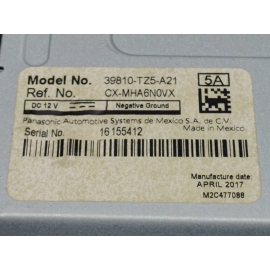 Model No. 39810-TZ5-A21 5A
Ref. No. CX-MHA6N0VX
DC 12 V Negative Ground
Panasonic Automotive Systems de Mexico S.A. de C.V.
Serial No. 16155412 Made in Mexico
Manufacture date:
APRIL 2017
M2C477088